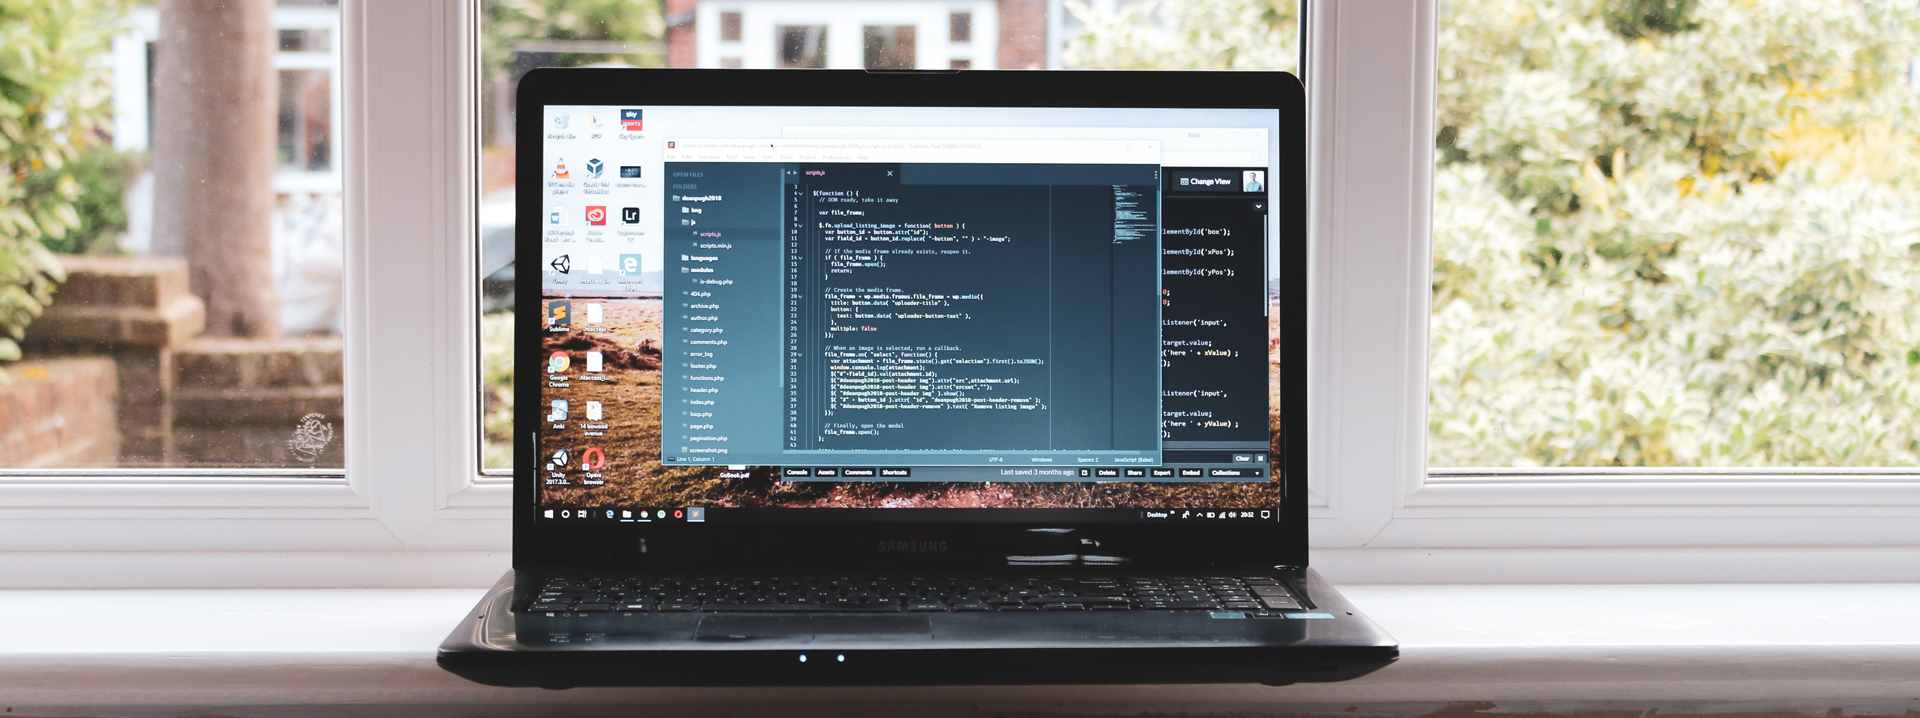 sky
sports
Lr
Unity
Sublime
.htaccess
Google
Chrome
Anki
14 bowood
avenue
Unity
2017.3.0...
Opera
browser
GoBook.pdf
OPEN FILES
FOLDERS
deanpugh2018
img
js
scripts.js
scripts.min.js
languages
modules
is-debug.php
404.php
archive.php
author.php
category.php
comments.php
error_log
footer.php
functions.php
header.php
index.php
loop.php
page.php
pagination.php
screenshot.png
Line 1, Column 1
scripts.js
3
4 $(function () {
5 // DOM ready, take it away
6
7 var file_frame;
8
9 $.fn.upload_listing_image = function( button ) {
10 var button_id = button.attr("id");
11 var field_id = button_id.replace( "-button", "" ) + "-image";
12
13 // If the media frame already exists, reopen it.
14 if ( file_frame ) {
15 file_frame.open();
16 return;
17 }
18
19 // Create the media frame.
20 file_frame = wp.media.frames.file_frame = wp.media({
21 title: button.data( "uploader-title" ),
22 button: {
23 text: button.data( "uploader-button-text" ),
24 },
25 multiple: false
26 });
27
28 // When an image is selected, run a callback.
29 file_frame.on( "select", function() {
30 var attachment = file_frame.state().get("selection").first().toJSON();
31 window.console.log(attachment);
32 $("#"+field_id).val(attachment.id);
33 $("#deanpugh2018-post-header img").attr("src",attachment.url);
34 $("#deanpugh2018-post-header img").attr("srcset","");
35 $( "#deanpugh2018-post-header img" ).show();
36 $( "#" + button_id ).attr( "id", "deanpugh2018-post-header-remove" );
37 $( "#deanpugh2018-post-header-remove" ).text( "Remove listing image" );
38 });
39
40 // Finally, open the modal
41 file_frame.open();
42 };
43
UTF-8 Windows Spaces: 2 JavaScript (Babel)
Change View
lementById('box');
lementById('xPos');
lementById('yPos');
0;
0;
Listener('input',
target.value;
('here ' + xValue) ;
);
Listener('input',
target.value;
('here ' + yValue) ;
);
Clear
Console Assets Comments Shortcuts Last saved 3 months ago Delete Share Export Embed Collections
Desktop 20:32
SAMSUNG